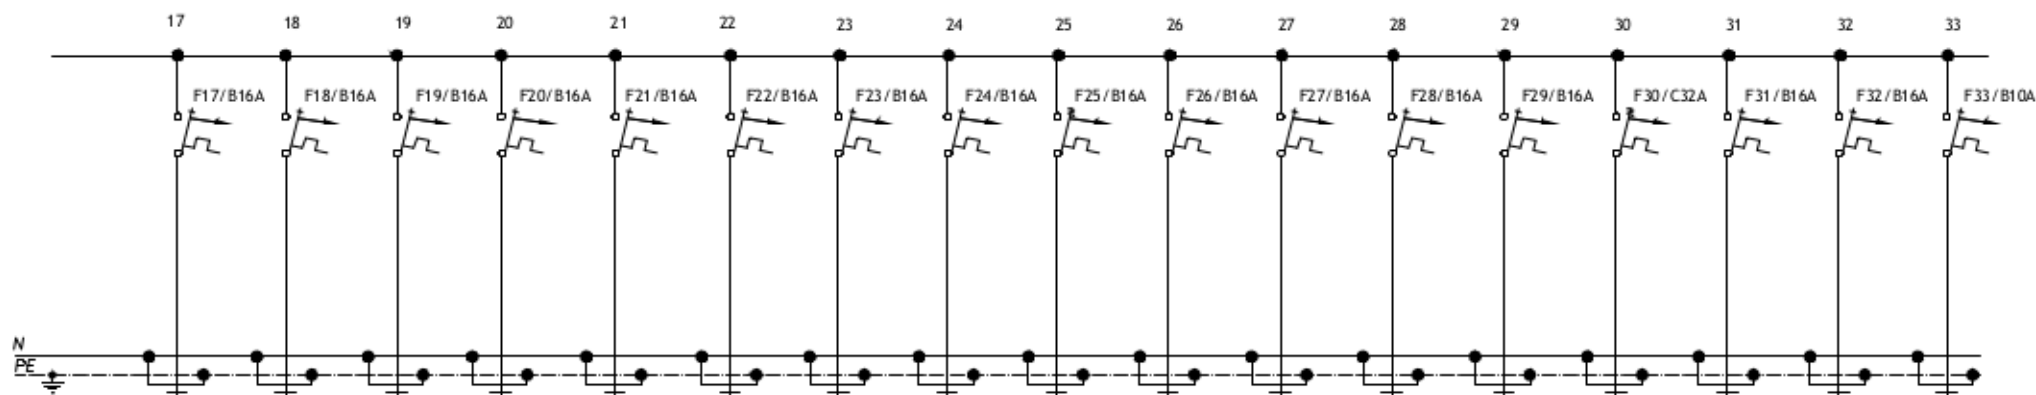 17 18 19 20 21 22 23 24 25 26 27 28 29 30 31 32 33
F17/B16A F18/B16A F19/B16A F20/B16A F21/B16A F22/B16A F23/B16A F24/B16A F25/B16A F26/B16A F27/B16A F28/B16A F29/B16A F30/C32A F31/B16A F32/B16A F33/B10A
N
PE